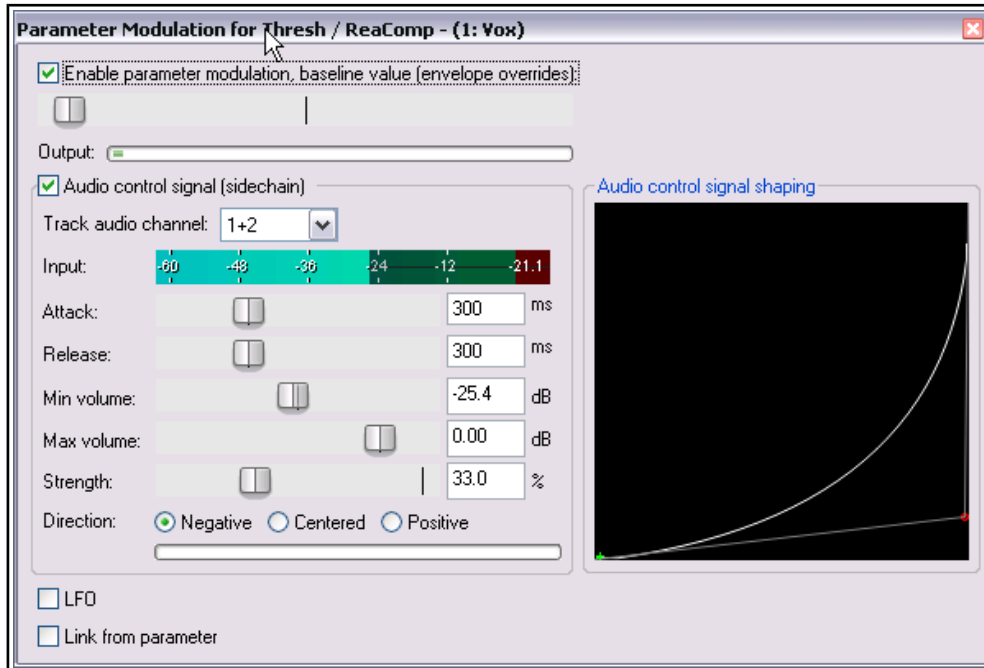 Parameter Modulation for Thresh / ReaComp - (1: Vox)
Enable parameter modulation, baseline value (envelope overrides):
Output:
Audio control signal (sidechain)
Audio control signal shaping
Track audio channel: 1+2
Input: -60 -48 -36 -24 -12 -21.1
Attack: 300 ms
Release: 300 ms
Min volume: -25.4 dB
Max volume: 0.00 dB
Strength: 33.0 %
Direction: Negative Centered Positive
LFO
Link from parameter